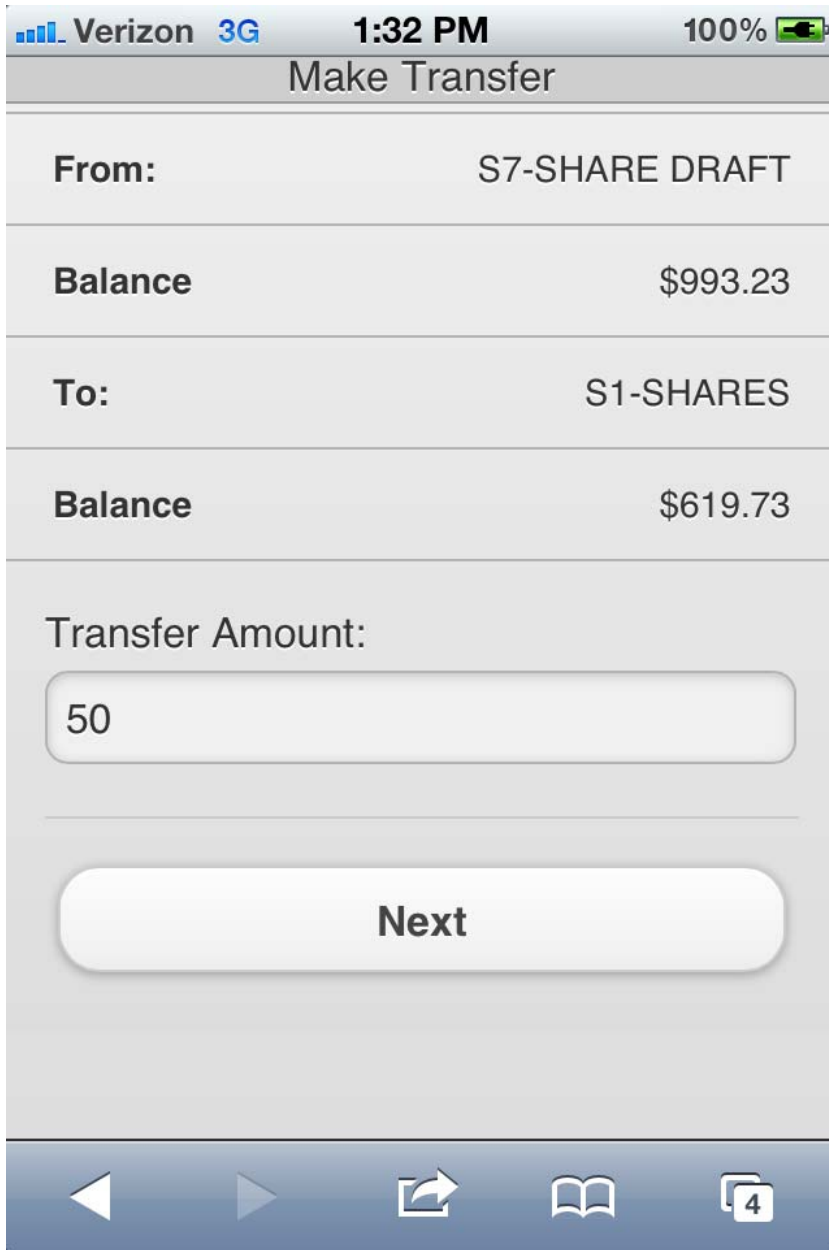 Verizon 3G 1:32 PM 100%
Make Transfer
From: S7-SHARE DRAFT
Balance $993.23
To: S1-SHARES
Balance $619.73
Transfer Amount:
50
Next
4